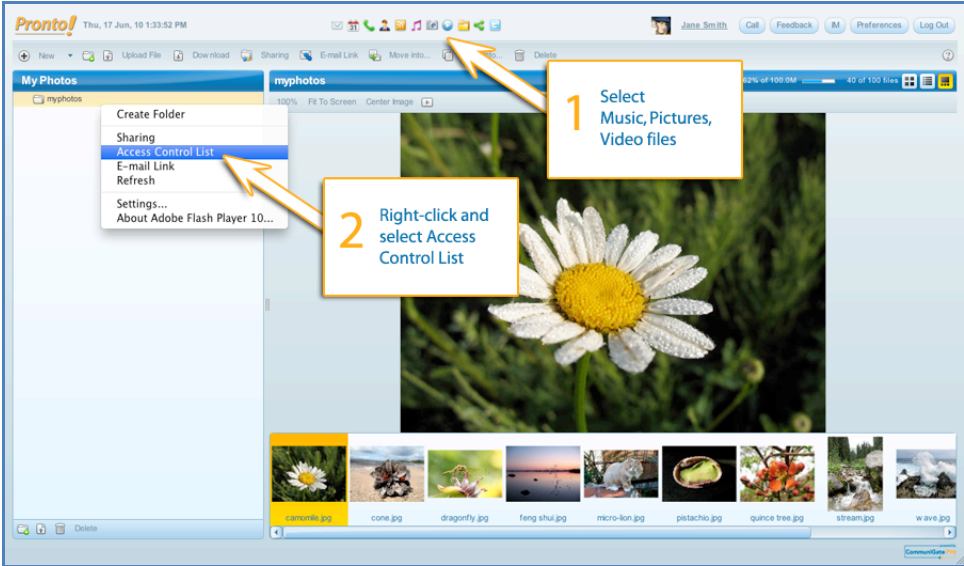 Pronto! Thu, 17 Jun, 10 1:33:52 PM
31
Jane Smith Call Feedback IM Preferences Log Out
New Upload File Download Sharing E-mail Link Move into... Delete
My Photos
myphotos
62% of 100.0M 40 of 100 files
myphotos
100% Fit To Screen Center Image
Create Folder
Sharing
Access Control List
E-mail Link
Refresh
Settings...
About Adobe Flash Player 10...
1
Select
Music, Pictures,
Video files
2
Right-click and
select Access
Control List
camomile.jpg cone.jpg dragonfly.jpg feng shui.jpg micro-lion.jpg pistachio.jpg quince tree.jpg stream.jpg wave.jpg
Delete
CommuniGate Pro